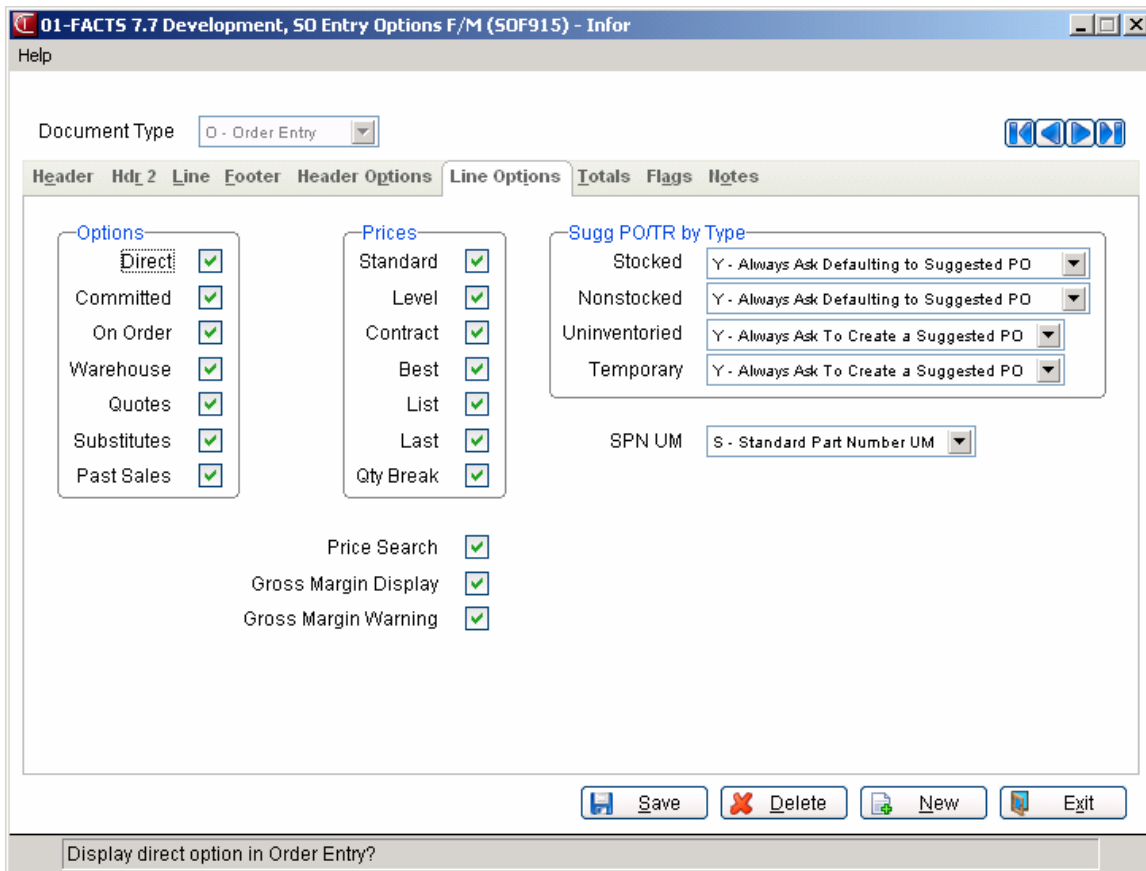 01-FACTS 7.7 Development, SO Entry Options F/M (SOF915) - Infor
Help
Document Type O - Order Entry
Header Hdr 2 Line Footer Header Options Line Options Totals Flags Notes
Options
Direct
Committed
On Order
Warehouse
Quotes
Substitutes
Past Sales
Prices
Standard
Level
Contract
Best
List
Last
Qty Break
Price Search
Gross Margin Display
Gross Margin Warning
Sugg PO/TR by Type
Stocked Y - Always Ask Defaulting to Suggested PO
Nonstocked Y - Always Ask Defaulting to Suggested PO
Uninventoried Y - Always Ask To Create a Suggested PO
Temporary Y - Always Ask To Create a Suggested PO
SPN UM S - Standard Part Number UM
Save Delete New Exit
Display direct option in Order Entry?